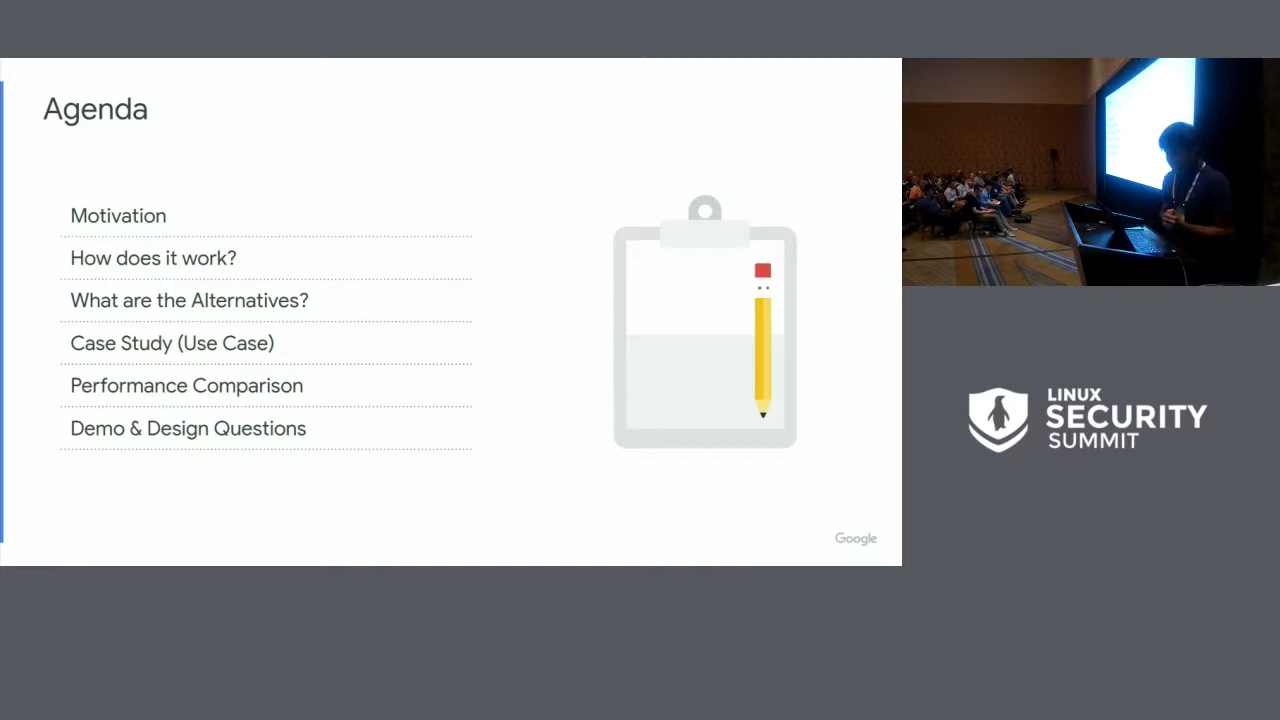 Agenda
Motivation
How does it work?
What are the Alternatives?
Case Study (Use Case)
Performance Comparison
Demo & Design Questions
Google
LINUX
SECURITY
SUMMIT